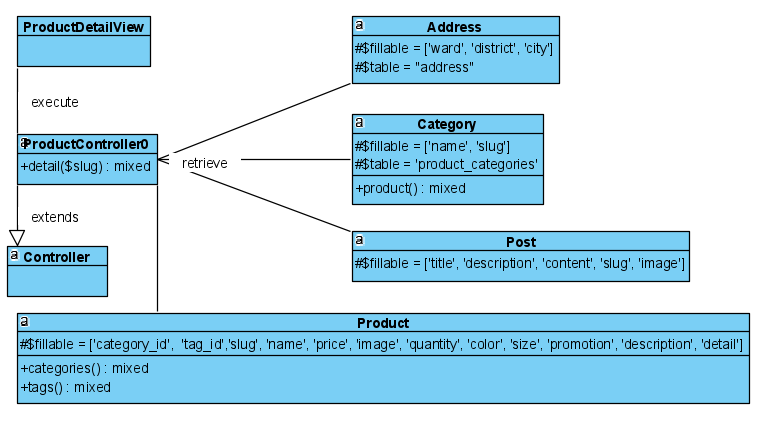 ProductDetailView
execute
a
ProductController0
+detail($slug) : mixed
extends
a
Controller
retrieve
a
Address
#$fillable = ['ward', 'district', 'city']
#$table = "address"
a
Category
#$fillable = ['name', 'slug']
#$table = 'product_categories'
+product() : mixed
a
Post
#$fillable = ['title', 'description', 'content', 'slug', 'image']
a
Product
#$fillable = ['category_id', 'tag_id','slug', 'name', 'price', 'image', 'quantity', 'color', 'size', 'promotion', 'description', 'detail']
+categories() : mixed
+tags() : mixed